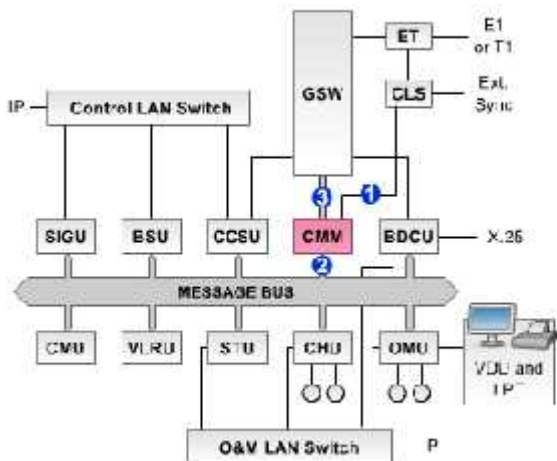 E1
ET
or T1
GSW
Ext.
CLS
Sync
IP
Control LAN Switch
1
3
SIGU
BSU
CCSU
CMM
BDCU
X.25
2
MESSAGE BUS
CMU
VLRU
STU
CHU
OMU
VDU and
O&M LAN Switch
P